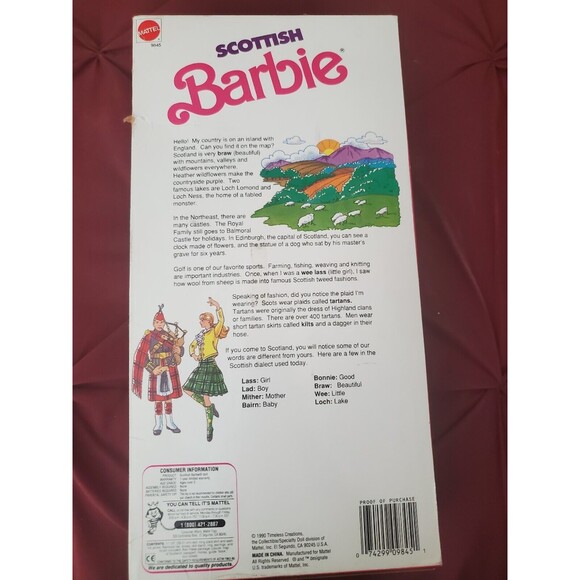 MATTEL
9845
SCOTTISH
Barbie®
Hello! My country is on an island with
England. Can you find it on the map?
Scotland is very braw (beautiful)
with mountains, valleys and
wildflowers everywhere.
Heather wildflowers make the
countryside purple. Two
famous lakes are Loch Lomond and
Loch Ness, the home of a fabled
monster.
In the Northeast, there are
many castles. The Royal
Family still goes to Balmoral
Castle for holidays. In Edinburgh, the capital of Scotland, you can see a
clock made of flowers, and the statue of a dog who sat by his master's
grave for six years.
Golf is one of our favorite sports. Farming, fishing, weaving and knitting
are important industries. Once, when I was a wee lass (little girl), I saw
how wool from sheep is made into famous Scottish tweed fashions.
Speaking of fashion, did you notice the plaid I'm
wearing? Scots wear plaids called tartans.
Tartans were originally the dress of Highland clans
or families. There are over 400 tartans. Men wear
short tartan skirts called kilts and a dagger in their
hose.
If you come to Scotland, you will notice some of our
words are different from yours. Here are a few in the
Scottish dialect used today.
Lass: Girl
Lad: Boy
Mither: Mother
Bairn: Baby
Bonnie: Good
Braw: Beautiful
Wee: Little
Loch: Lake
CONSUMER INFORMATION
YOU CAN TELL IT'S MATTEL
1 (800) 421-2887
CE
We are dedicated to quality products
© 1990 Timeless Creations,
the Collectible/Specialty Doll division of
Mattel, Inc. El Segundo, CA 90245 U.S.A.
MADE IN CHINA. Manufactured for Mattel
All Rights Reserved. ® and ™ designate
U.S. trademarks of Mattel, Inc.
PROOF OF PURCHASE
0 74299 09845 1